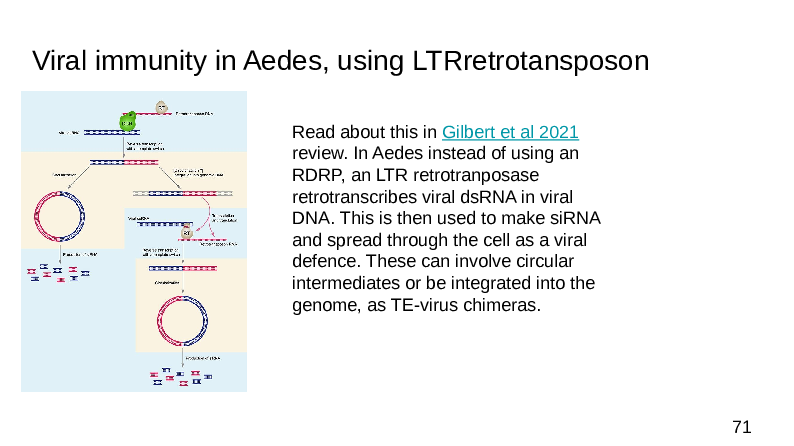 Viral immunity in Aedes, using LTRretrotansposon
Read about this in Gilbert et al 2021
review. In Aedes instead of using an
RDRP, an LTR retrotranposase
retrotranscribes viral dsRNA in viral
DNA. This is then used to make siRNA
and spread through the cell as a viral
defence. These can involve circular
intermediates or be integrated into the
genome, as TE-virus chimeras.
RT
Circularization
71